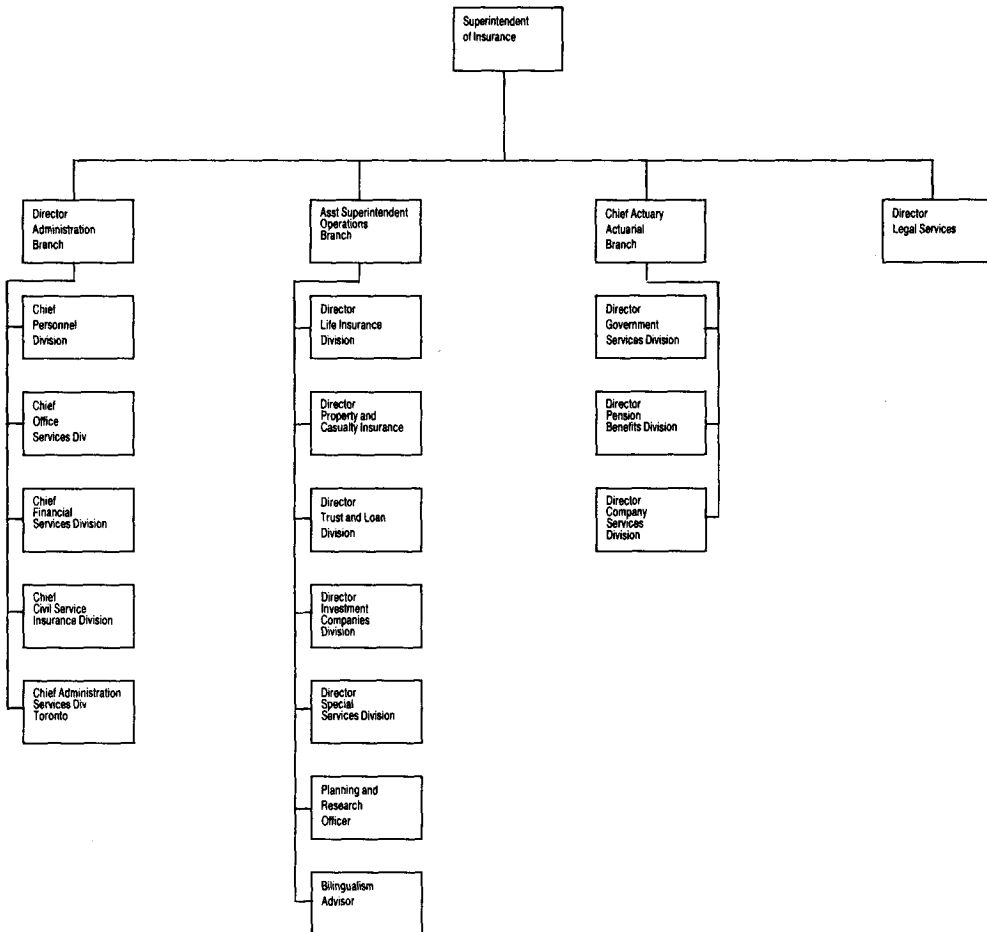 Superintendent
of Insurance
Director
Administration
Branch
Asst Superintendent
Operations
Branch
Chief Actuary
Actuarial
Branch
Director
Legal Services
Chief
Personnel
Division
Director
Life Insurance
Division
Director
Government
Services Division
Chief
Office
Services Div
Director
Property and
Casualty Insurance
Director
Pension
Benefits Division
Chief
Financial
Services Division
Director
Trust and Loan
Division
Director
Company
Services
Division
Chief
Civil Service
Insurance Division
Director
Investment
Companies
Division
Chief Administration
Services Div
Toronto
Director
Special
Services Division
Planning and
Research
Officer
Bilingualism
Advisor